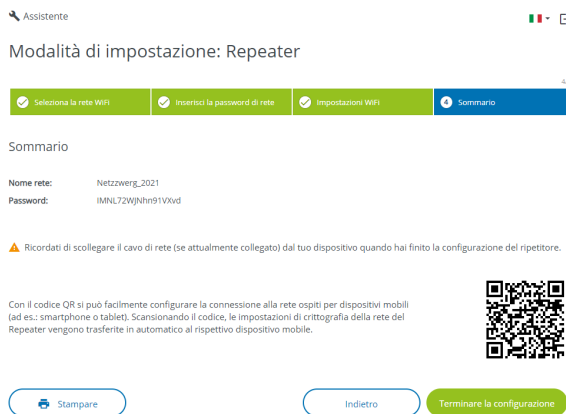 Assistente
Modalità di impostazione: Repeater
Seleziona la rete WiFi
Inserisci la password di rete
Impostazioni WiFi
4 Sommario
Sommario
Nome rete: Netzzwerg_2021
Password: IMNL72WJNhn91VXvd
Ricordati di scollegare il cavo di rete (se attualmente collegato) dal tuo dispositivo quando hai finito la configurazione del ripetitore.
Con il codice QR si può facilmente configurare la connessione alla rete ospiti per dispositivi mobili
(ad es.: smartphone o tablet). Scansionando il codice, le impostazioni di crittografia della rete del
Repeater vengono trasferite in automatico al rispettivo dispositivo mobile.
Stampare
Indietro
Terminare la configurazione